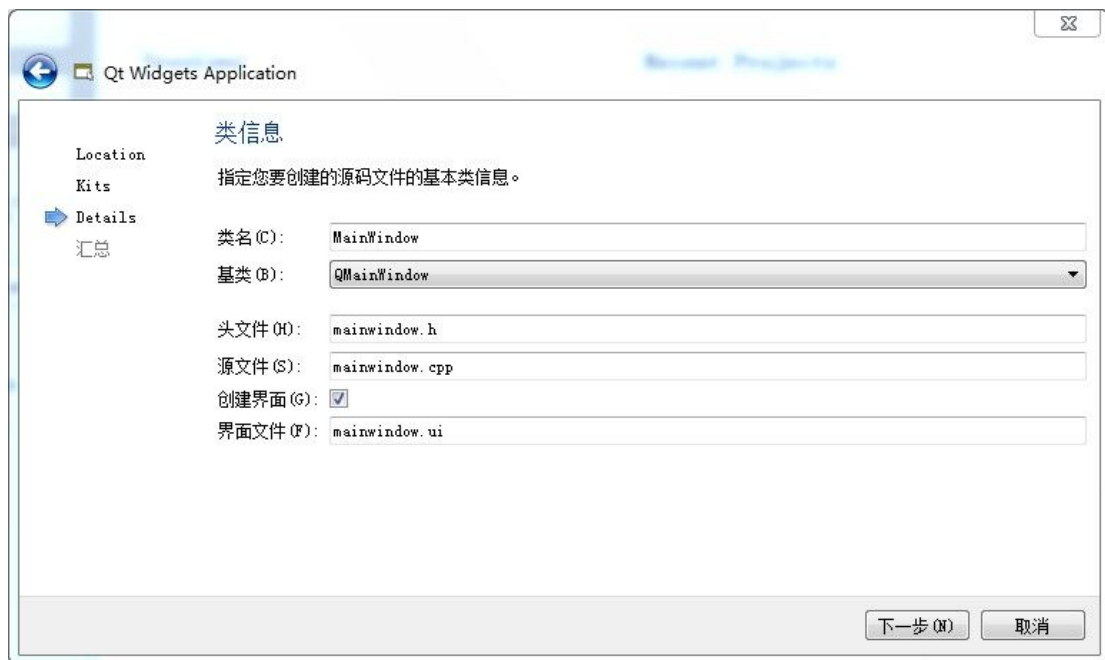 Qt Widgets Application
Recent Projects
Location
Kits
Details
汇总
类信息
指定您要创建的源码文件的基本类信息。
类名(C): MainWindow
基类(B): QMainWindow
头文件(H): mainwindow.h
源文件(S): mainwindow.cpp
创建界面(G):
界面文件(F): mainwindow.ui
下一步(N) 取消